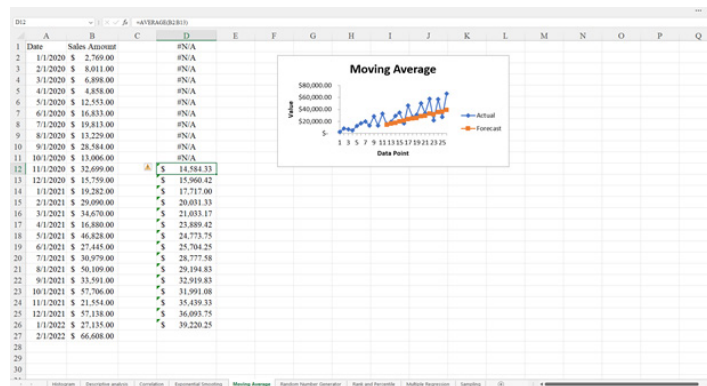 D12 fx =AVERAGE(B2:B13)
A B C D E F G H I J K L M N O P Q
1 Date Sales Amount #N/A
2 1/1/2020 $ 2,769.00 #N/A
3 2/1/2020 $ 8,011.00 #N/A
4 3/1/2020 $ 6,898.00 #N/A
5 4/1/2020 $ 4,858.00 #N/A
6 5/1/2020 $ 12,553.00 #N/A
7 6/1/2020 $ 16,833.00 #N/A
8 7/1/2020 $ 19,813.00 #N/A
9 8/1/2020 $ 13,229.00 #N/A
10 9/1/2020 $ 28,584.00 #N/A
11 10/1/2020 $ 13,006.00 #N/A
12 11/1/2020 $ 32,699.00 $ 14,584.33
13 12/1/2020 $ 15,759.00 $ 15,960.42
14 1/1/2021 $ 19,282.00 $ 17,717.00
15 2/1/2021 $ 29,090.00 $ 20,031.33
16 3/1/2021 $ 34,670.00 $ 21,033.17
17 4/1/2021 $ 16,880.00 $ 23,889.42
18 5/1/2021 $ 46,828.00 $ 24,773.75
19 6/1/2021 $ 27,445.00 $ 25,704.25
20 7/1/2021 $ 30,979.00 $ 28,777.58
21 8/1/2021 $ 50,109.00 $ 29,194.83
22 9/1/2021 $ 33,591.00 $ 32,919.83
23 10/1/2021 $ 57,706.00 $ 31,991.08
24 11/1/2021 $ 21,554.00 $ 35,439.33
25 12/1/2021 $ 57,138.00 $ 36,093.75
26 1/1/2022 $ 27,135.00 $ 39,220.25
27 2/1/2022 $ 66,608.00
28
29
30
Moving Average
Value
$80,000.00
$60,000.00
$40,000.00
$20,000.00
$-
1 3 5 7 9 11 13 15 17 19 21 23 25
Data Point
Actual
Forecast
Histogram Descriptive analysis Correlation Exponential Smoothing Moving Average Random Number Generator Rank and Percentile Multiple Regression Sampling